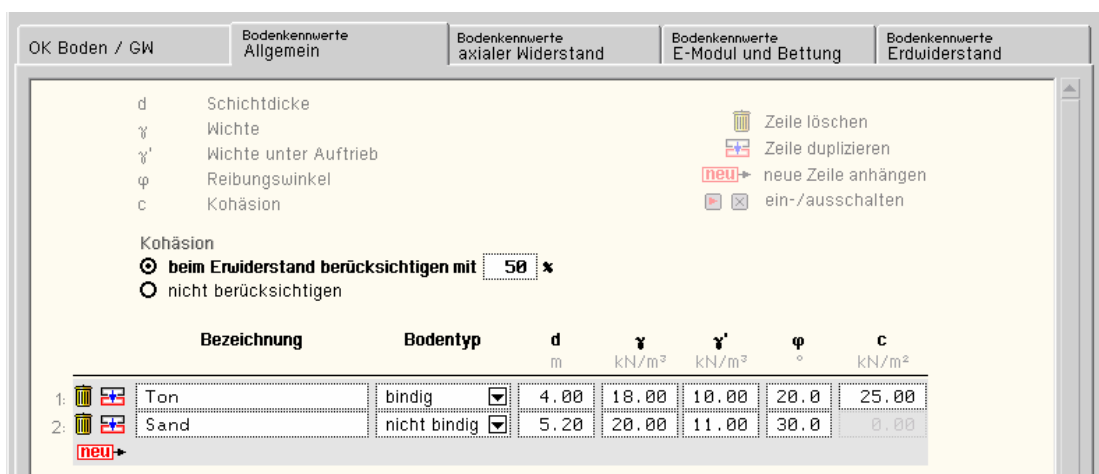 OK Boden / GW
Bodenkennwerte
Allgemein
Bodenkennwerte
axialer Widerstand
Bodenkennwerte
E-Modul und Bettung
Bodenkennwerte
Erdwiderstand
d Schichtdicke
γ Wichte
γ' Wichte unter Auftrieb
φ Reibungswinkel
c Kohäsion
Zeile löschen
Zeile duplizieren
neu neue Zeile anhängen
ein-/ausschalten
Kohäsion
beim Erwiderstand berücksichtigen mit 50 %
nicht berücksichtigen
Bezeichnung Bodentyp d γ γ' φ c
m kN/m³ kN/m³ ° kN/m²
1: Ton bindig 4.00 18.00 10.00 20.0 25.00
2: Sand nicht bindig 5.20 20.00 11.00 30.0 0.00
neu